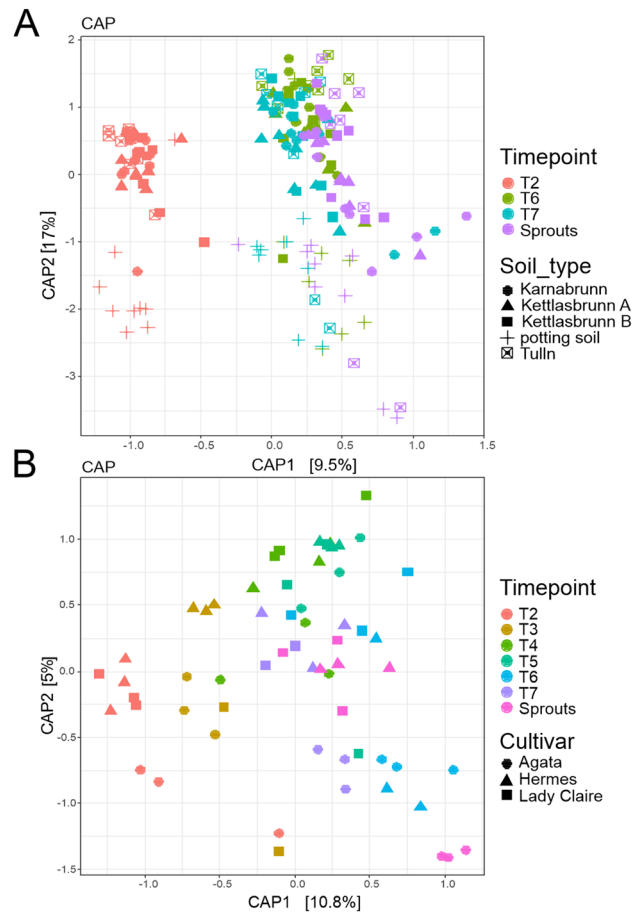 A
CAP
2
1
0
-1
-2
-3
CAP2 [17%]
-1.0
-0.5
0.0
0.5
1.0
1.5
CAP1 [9.5%]
Timepoint
T2
T6
T7
Sprouts
Soil_type
Karnabrunn
Kettlasbrunn A
Kettlasbrunn B
potting soil
Tulln
B
CAP
1.0
0.5
0.0
-0.5
-1.0
-1.5
CAP2 [5%]
-1.0
-0.5
0.0
0.5
1.0
CAP1 [10.8%]
Timepoint
T2
T3
T4
T5
T6
T7
Sprouts
Cultivar
Agata
Hermes
Lady Claire